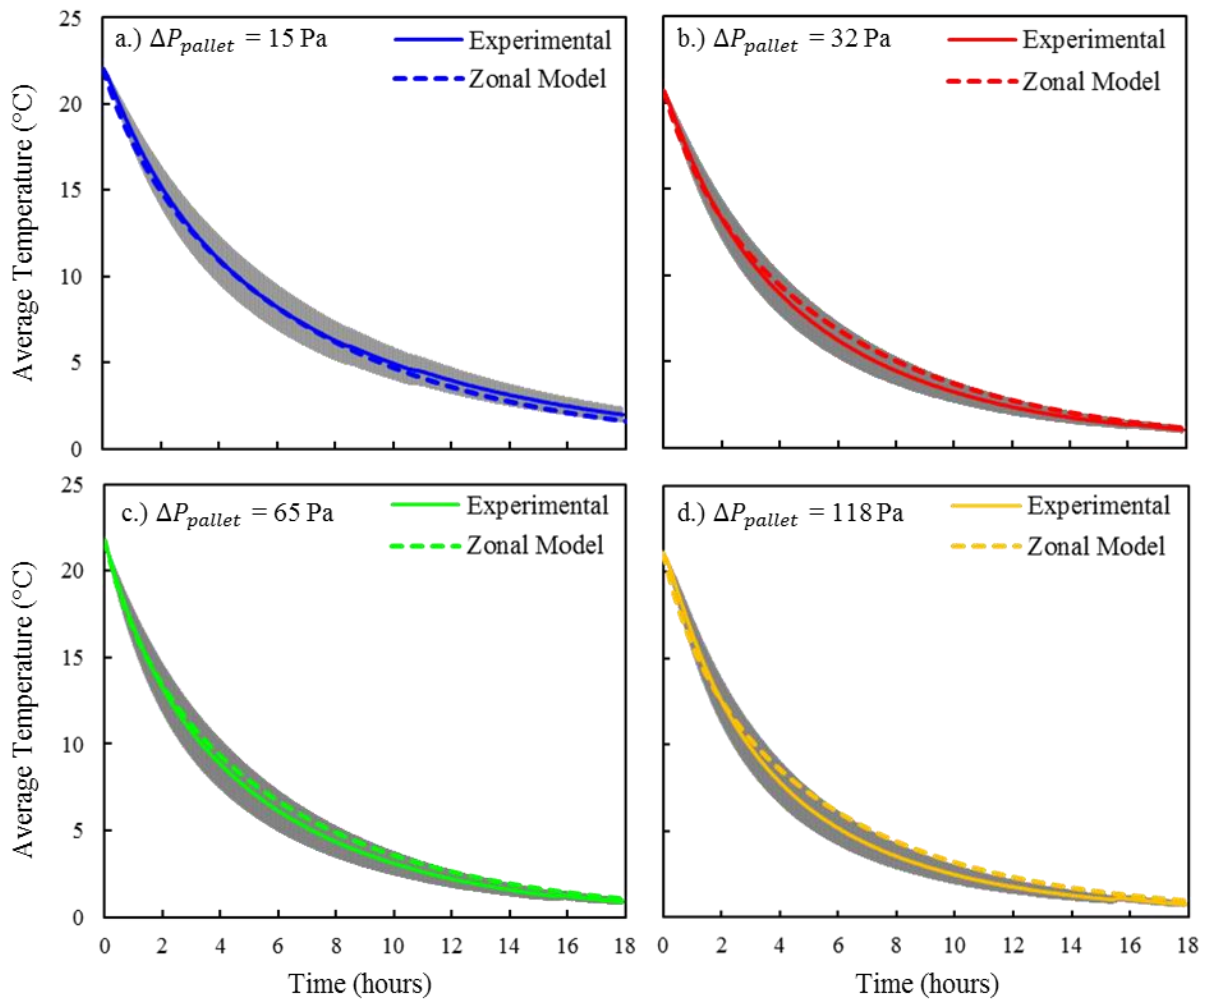 25
20
15
10
5
0
Average Temperature (°C)
a.) ΔP_pallet = 15 Pa
Experimental
Zonal Model
b.) ΔP_pallet = 32 Pa
Experimental
Zonal Model
25
20
15
10
5
0
Average Temperature (°C)
c.) ΔP_pallet = 65 Pa
Experimental
Zonal Model
d.) ΔP_pallet = 118 Pa
Experimental
Zonal Model
0 2 4 6 8 10 12 14 16 18
Time (hours)
0 2 4 6 8 10 12 14 16 18
Time (hours)